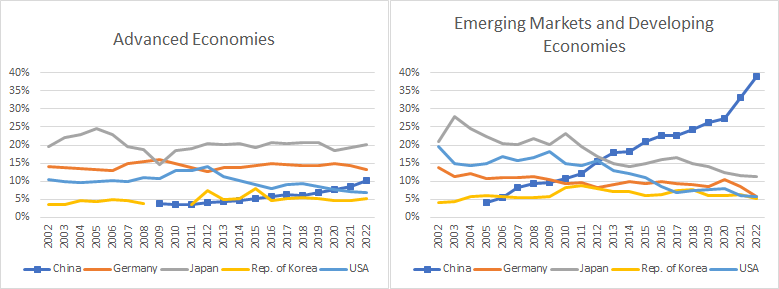 Advanced Economies
40%
35%
30%
25%
20%
15%
10%
5%
0%
2002 2003 2004 2005 2006 2007 2008 2009 2010 2011 2012 2013 2014 2015 2016 2017 2018 2019 2020 2021 2022
China Germany Japan Rep. of Korea USA
Emerging Markets and Developing
Economies
40%
35%
30%
25%
20%
15%
10%
5%
0%
2002 2003 2004 2005 2006 2007 2008 2009 2010 2011 2012 2013 2014 2015 2016 2017 2018 2019 2020 2021 2022
China Germany Japan Rep. of Korea USA